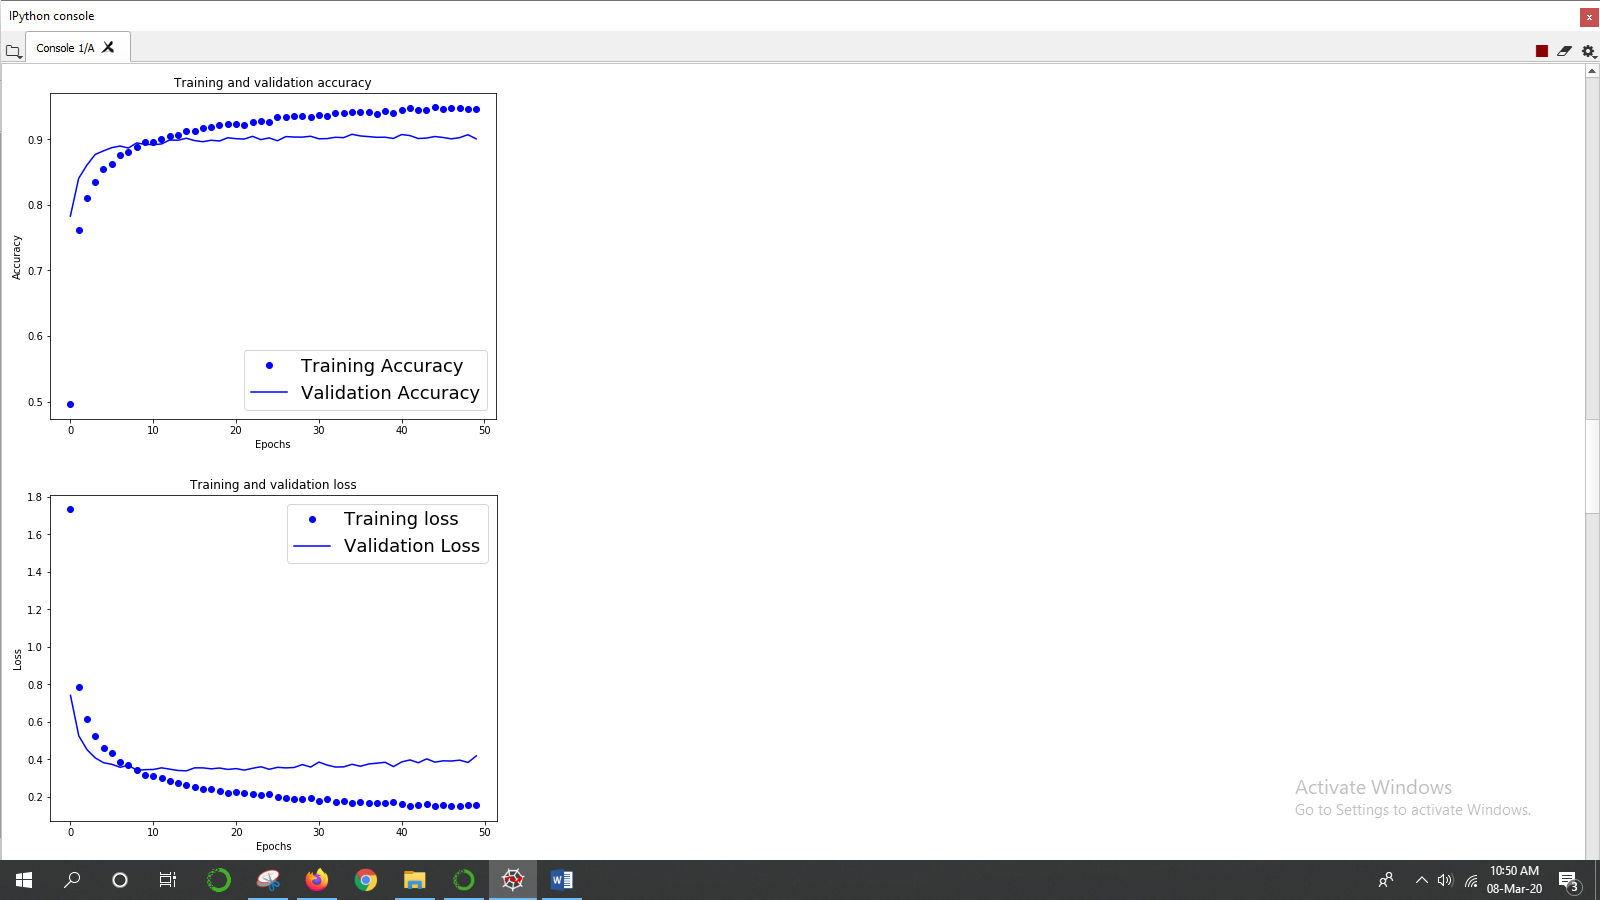 IPython console
x
Console 1/A
Training and validation accuracy
0.9
0.8
0.7
0.6
0.5
Accuracy
Training Accuracy
Validation Accuracy
0 10 20 30 40 50
Epochs
Training and validation loss
1.8
1.6
1.4
1.2
1.0
0.8
0.6
0.4
0.2
Loss
Training loss
Validation Loss
0 10 20 30 40 50
Epochs
Activate Windows
Go to Settings to activate Windows.
W
10:50 AM
08-Mar-20
3